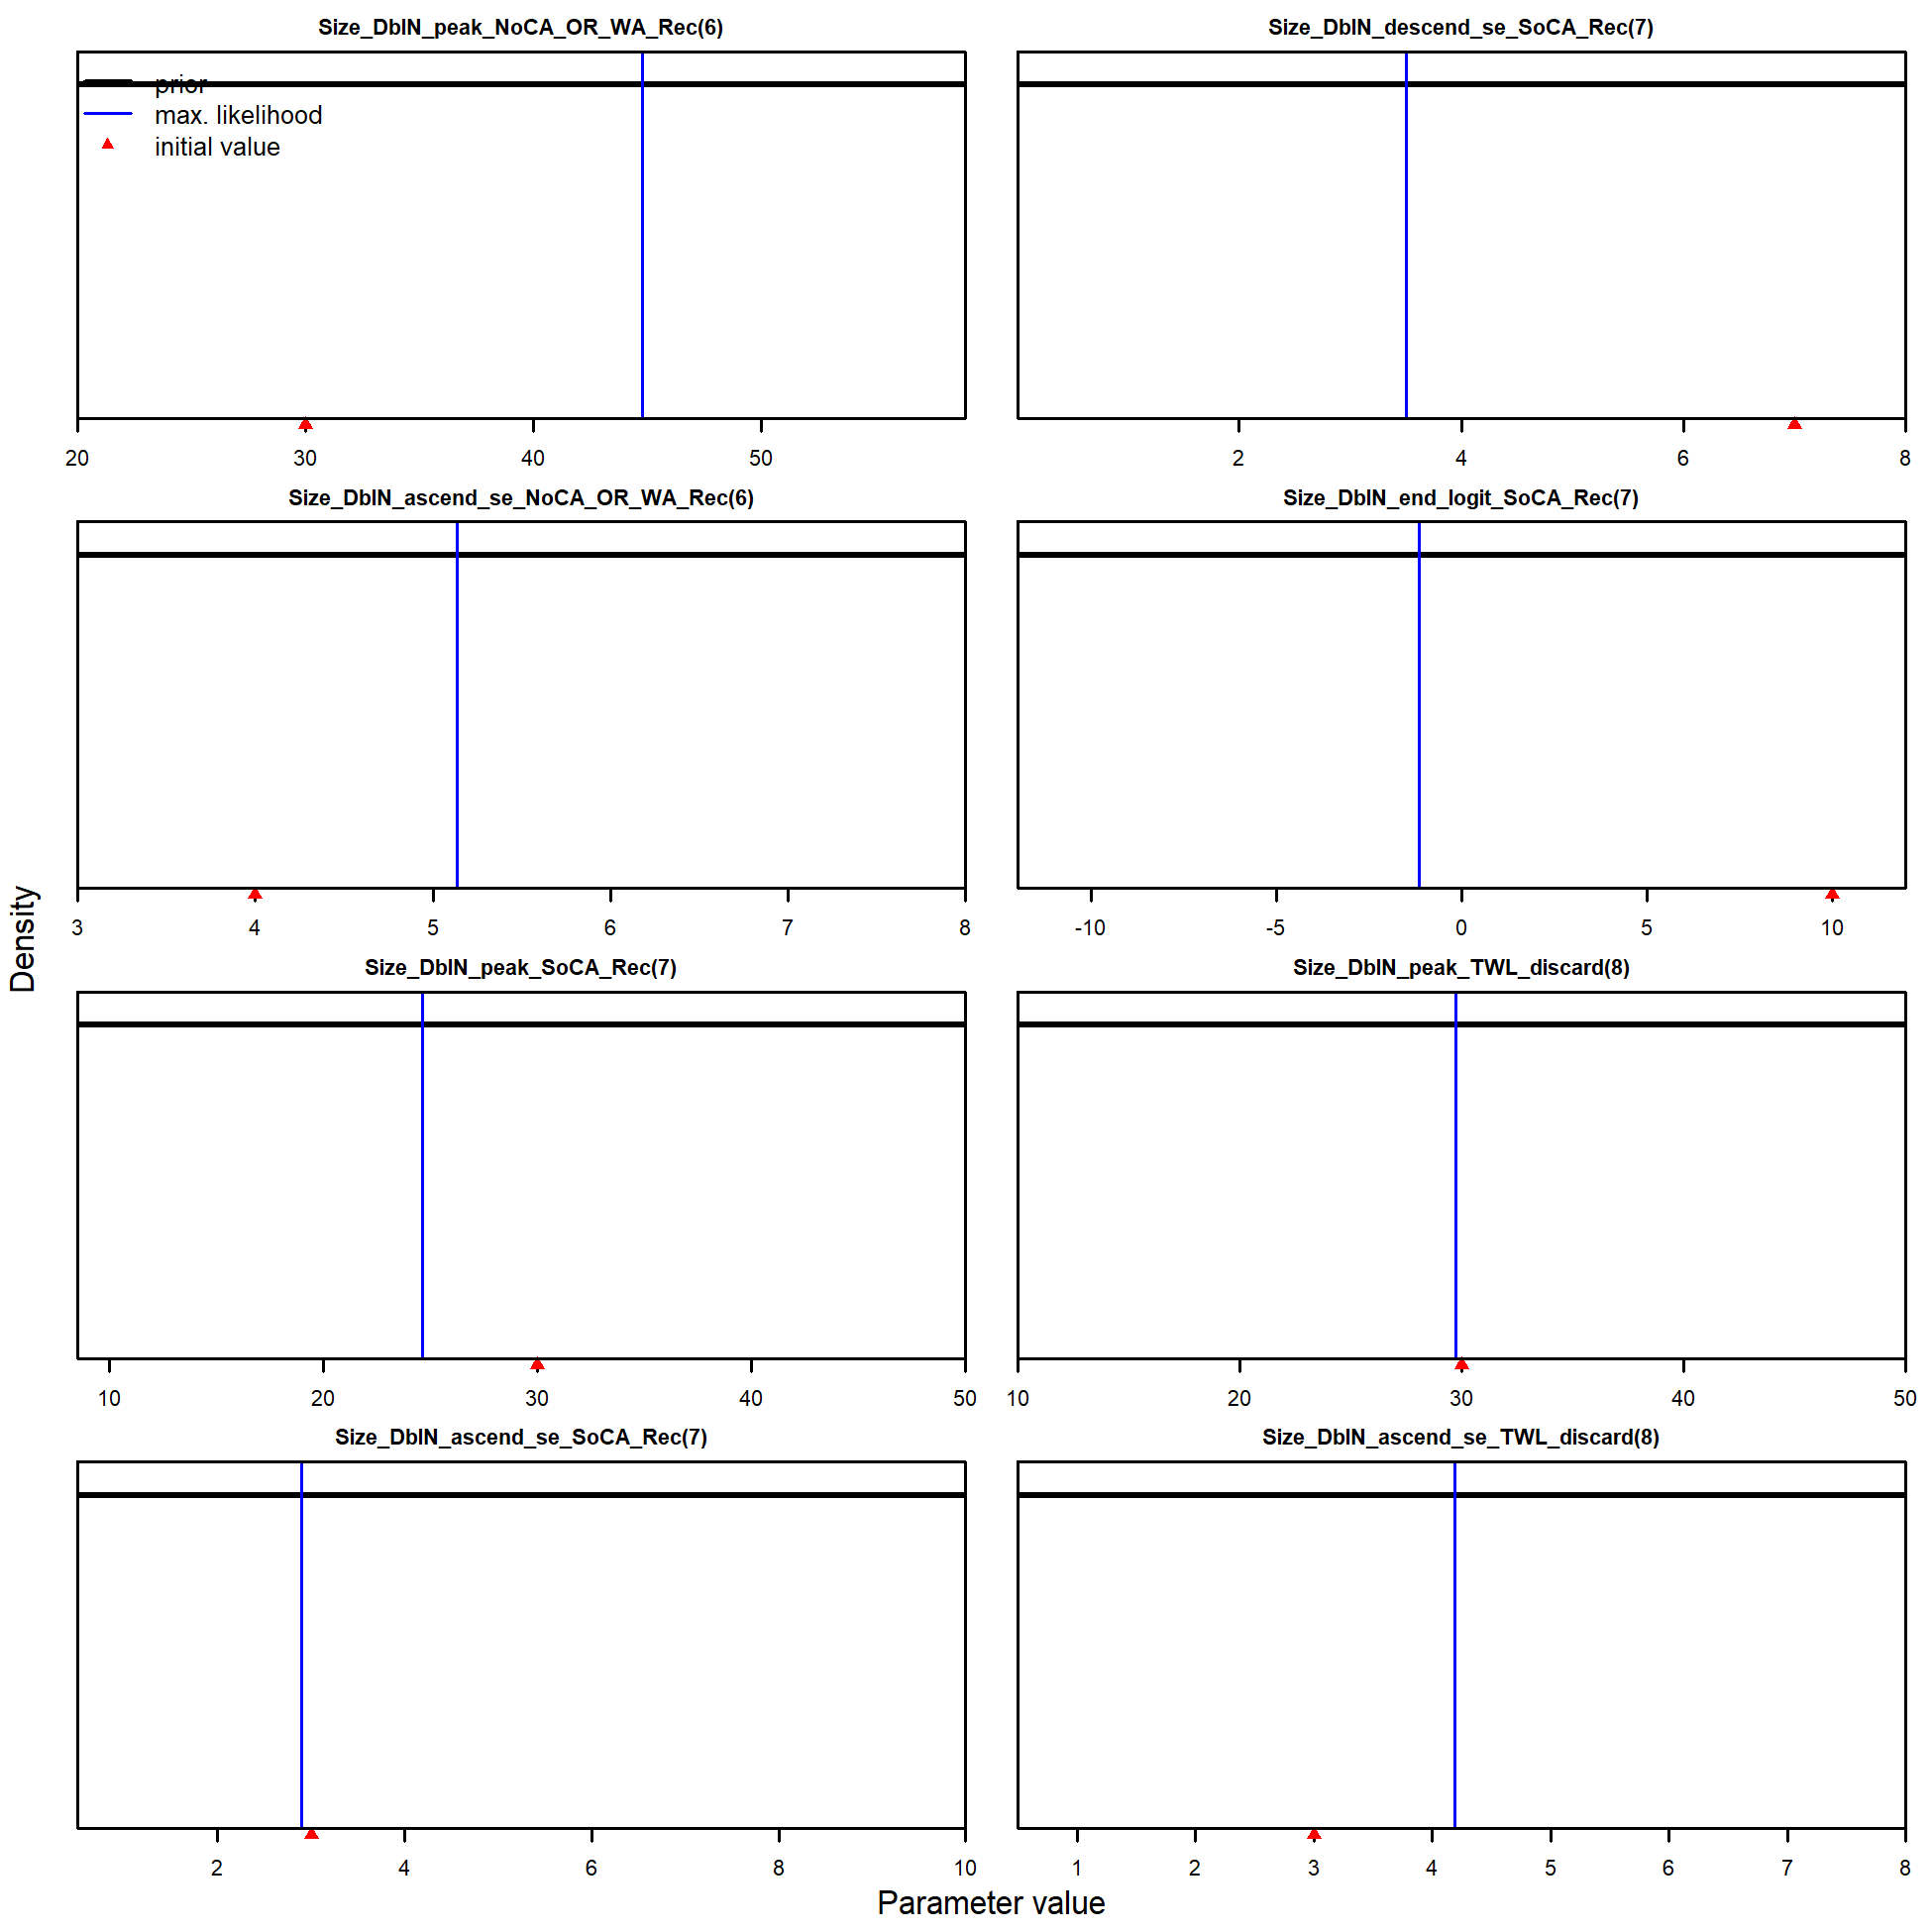 Size_DblN_peak_NoCA_OR_WA_Rec(6)
prior
max. likelihood
initial value
20 30 40 50
Size_DblN_descend_se_SoCA_Rec(7)
2 4 6 8
Size_DblN_ascend_se_NoCA_OR_WA_Rec(6)
3 4 5 6 7 8
Size_DblN_end_logit_SoCA_Rec(7)
-10 -5 0 5 10
Size_DblN_peak_SoCA_Rec(7)
10 20 30 40 50
Size_DblN_peak_TWL_discard(8)
10 20 30 40 50
Size_DblN_ascend_se_SoCA_Rec(7)
2 4 6 8 10
Size_DblN_ascend_se_TWL_discard(8)
1 2 3 4 5 6 7 8
Density
Parameter value